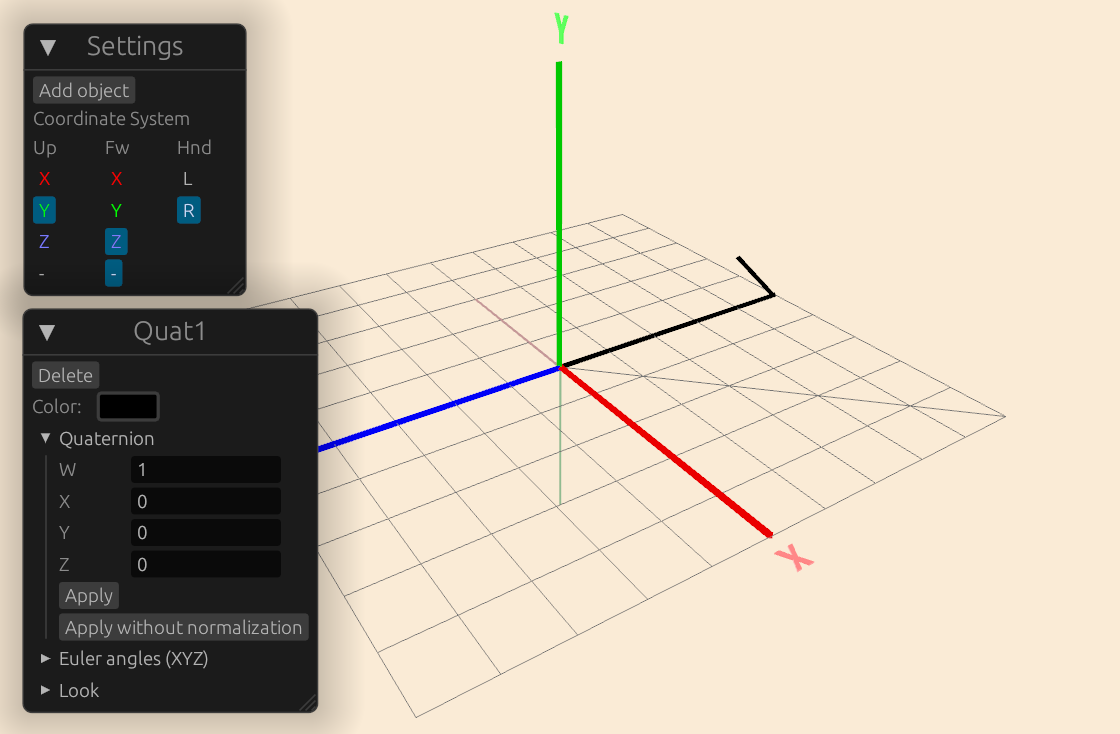 Y
▼ Settings
Add object
Coordinate System
Up Fw Hnd
X X L
Y Y R
Z Z
- -
▼ Quat1
Delete
Color:
▼ Quaternion
W 1
X 0
Y 0
Z 0
Apply
Apply without normalization
► Euler angles (XYZ)
► Look
X